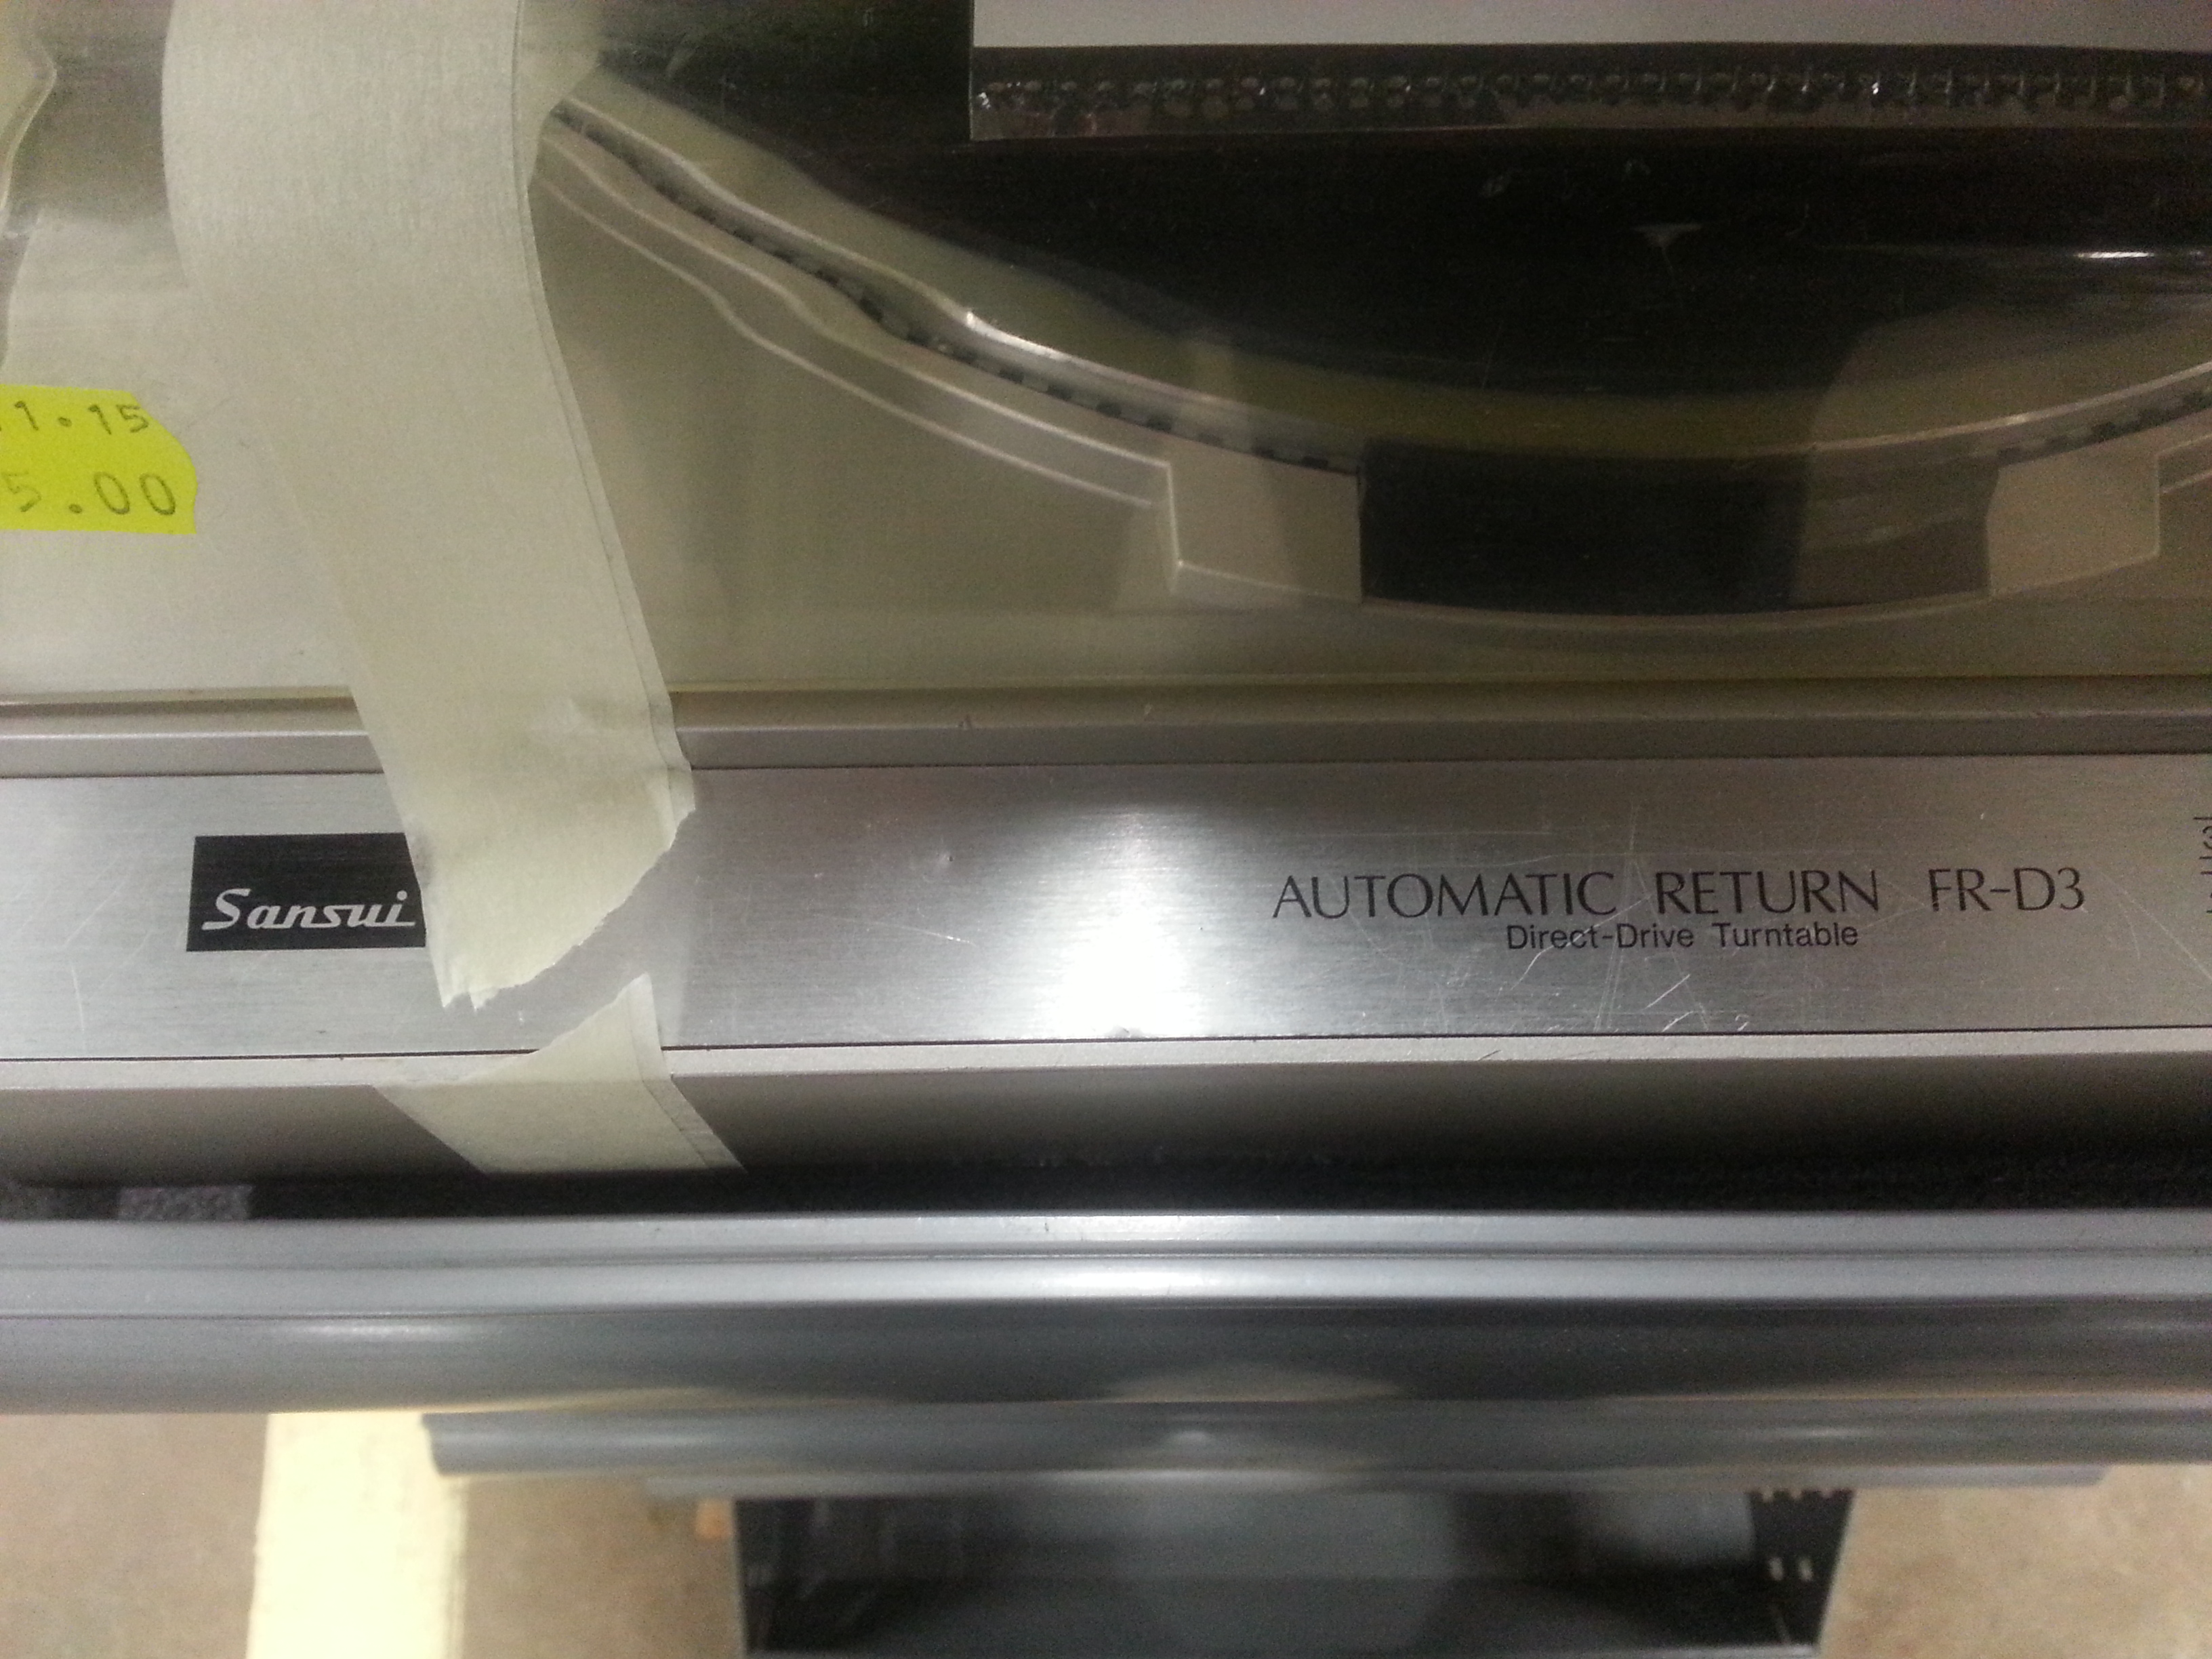 1.15
5.00
Sansui
AUTOMATIC RETURN FR-D3
Direct-Drive Turntable